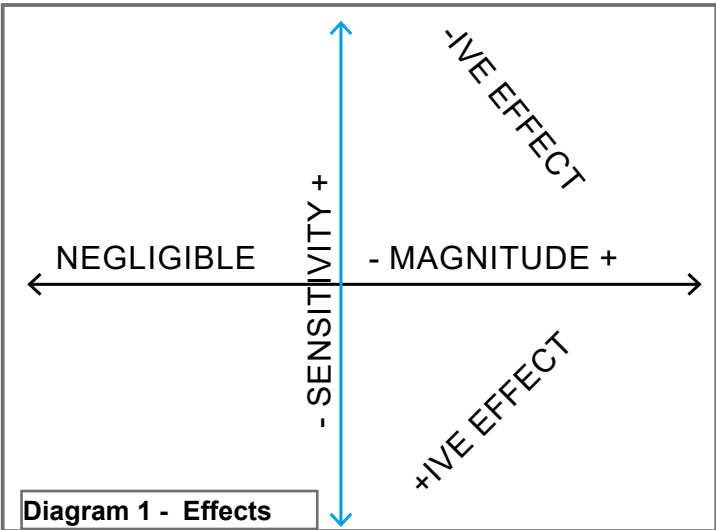 -IVE EFFECT
NEGLIGIBLE
- SENSITIVITY +
- MAGNITUDE +
+IVE EFFECT
Diagram 1 - Effects